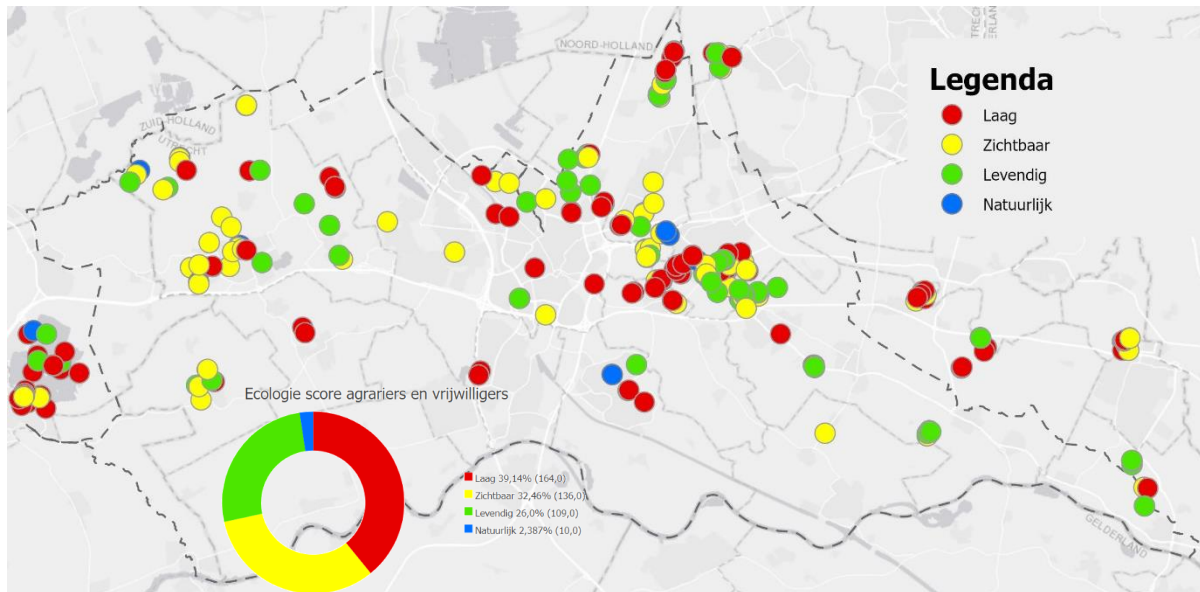 NOORD-HOLLAND
Legenda
Laag
Zichtbaar
Levendig
Natuurlijk
ZUID-HOLLAND
UTRECHT
Ecologie score agrariers en vrijwilligers
Laag 39,14% (164,0)
Zichtbaar 32,46% (136,0)
Levendig 26,0% (109,0)
Natuurlijk 2,387% (10,0)
GELDERLAND